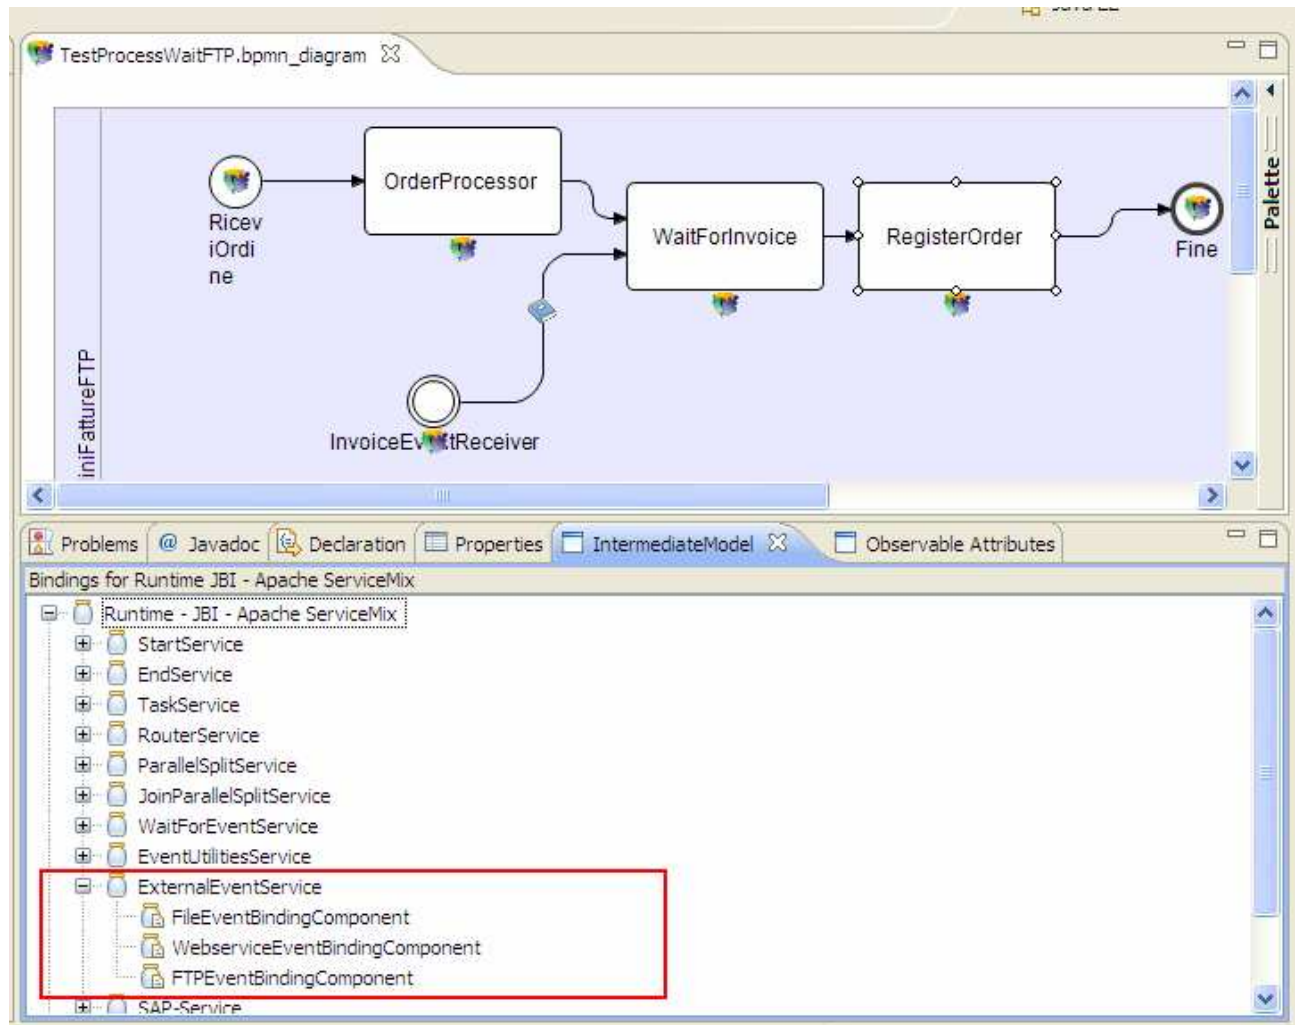 TestProcessWaitFTP.bpmn_diagram
Palette
OrderProcessor
Ricev
iOrdi
ne
WaitForInvoice
RegisterOrder
Fine
iniFattureFTP
Problems
@ Javadoc
Declaration
Properties
IntermediateModel
Observable Attributes
Bindings for Runtime JBI - Apache ServiceMix
Runtime - JBI - Apache ServiceMix
StartService
EndService
TaskService
RouterService
ParallelSplitService
JoinParallelSplitService
WaitForEventService
EventUtilitiesService
ExternalEventService
FileEventBindingComponent
WebserviceEventBindingComponent
FTPEventBindingComponent
SAP-Service